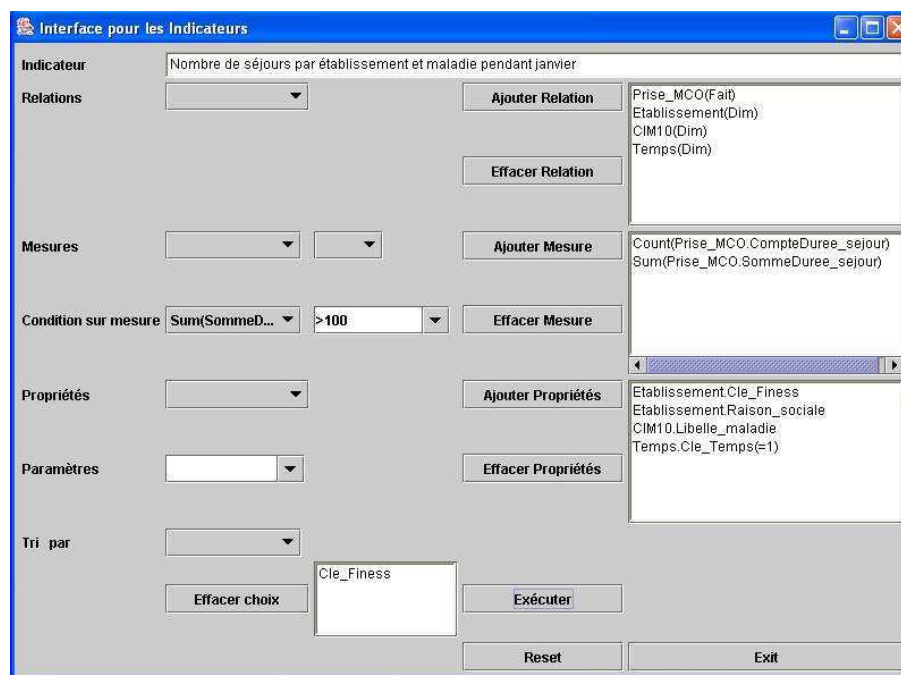 Interface pour les Indicateurs
Indicateur Nombre de séjours par établissement et maladie pendant janvier
Relations Ajouter Relation
Prise_MCO(Fait)
Etablissement(Dim)
CIM10(Dim)
Temps(Dim)
Effacer Relation
Mesures Ajouter Mesure
Count(Prise_MCO.CompteDuree_sejour)
Sum(Prise_MCO.SommeDuree_sejour)
Condition sur mesure Sum(SommeD... >100 Effacer Mesure
Propriétés Ajouter Propriétés
Etablissement.Cle_Finess
Etablissement.Raison_sociale
CIM10.Libelle_maladie
Temps.Cle_Temps(=1)
Paramètres Effacer Propriétés
Tri par
Effacer choix Cle_Finess Exécuter
Reset Exit